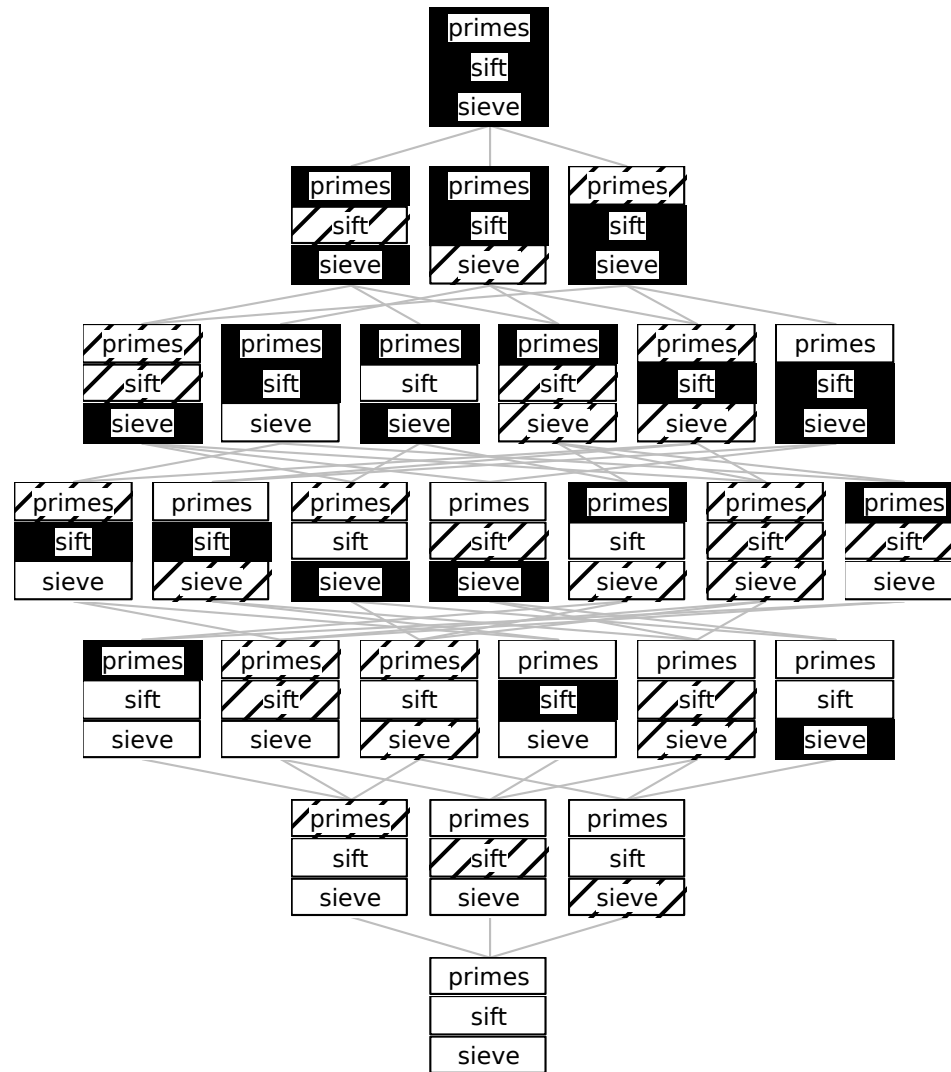 primes
sift
sieve
primes primes primes
sift sift sift
sieve sieve sieve
primes primes primes primes primes primes
sift sift sift sift sift sift
sieve sieve sieve sieve sieve sieve
primes primes primes primes primes primes primes
sift sift sift sift sift sift sift
sieve sieve sieve sieve sieve sieve sieve
primes primes primes primes primes primes
sift sift sift sift sift sift
sieve sieve sieve sieve sieve sieve
primes primes primes
sift sift sift
sieve sieve sieve
primes
sift
sieve